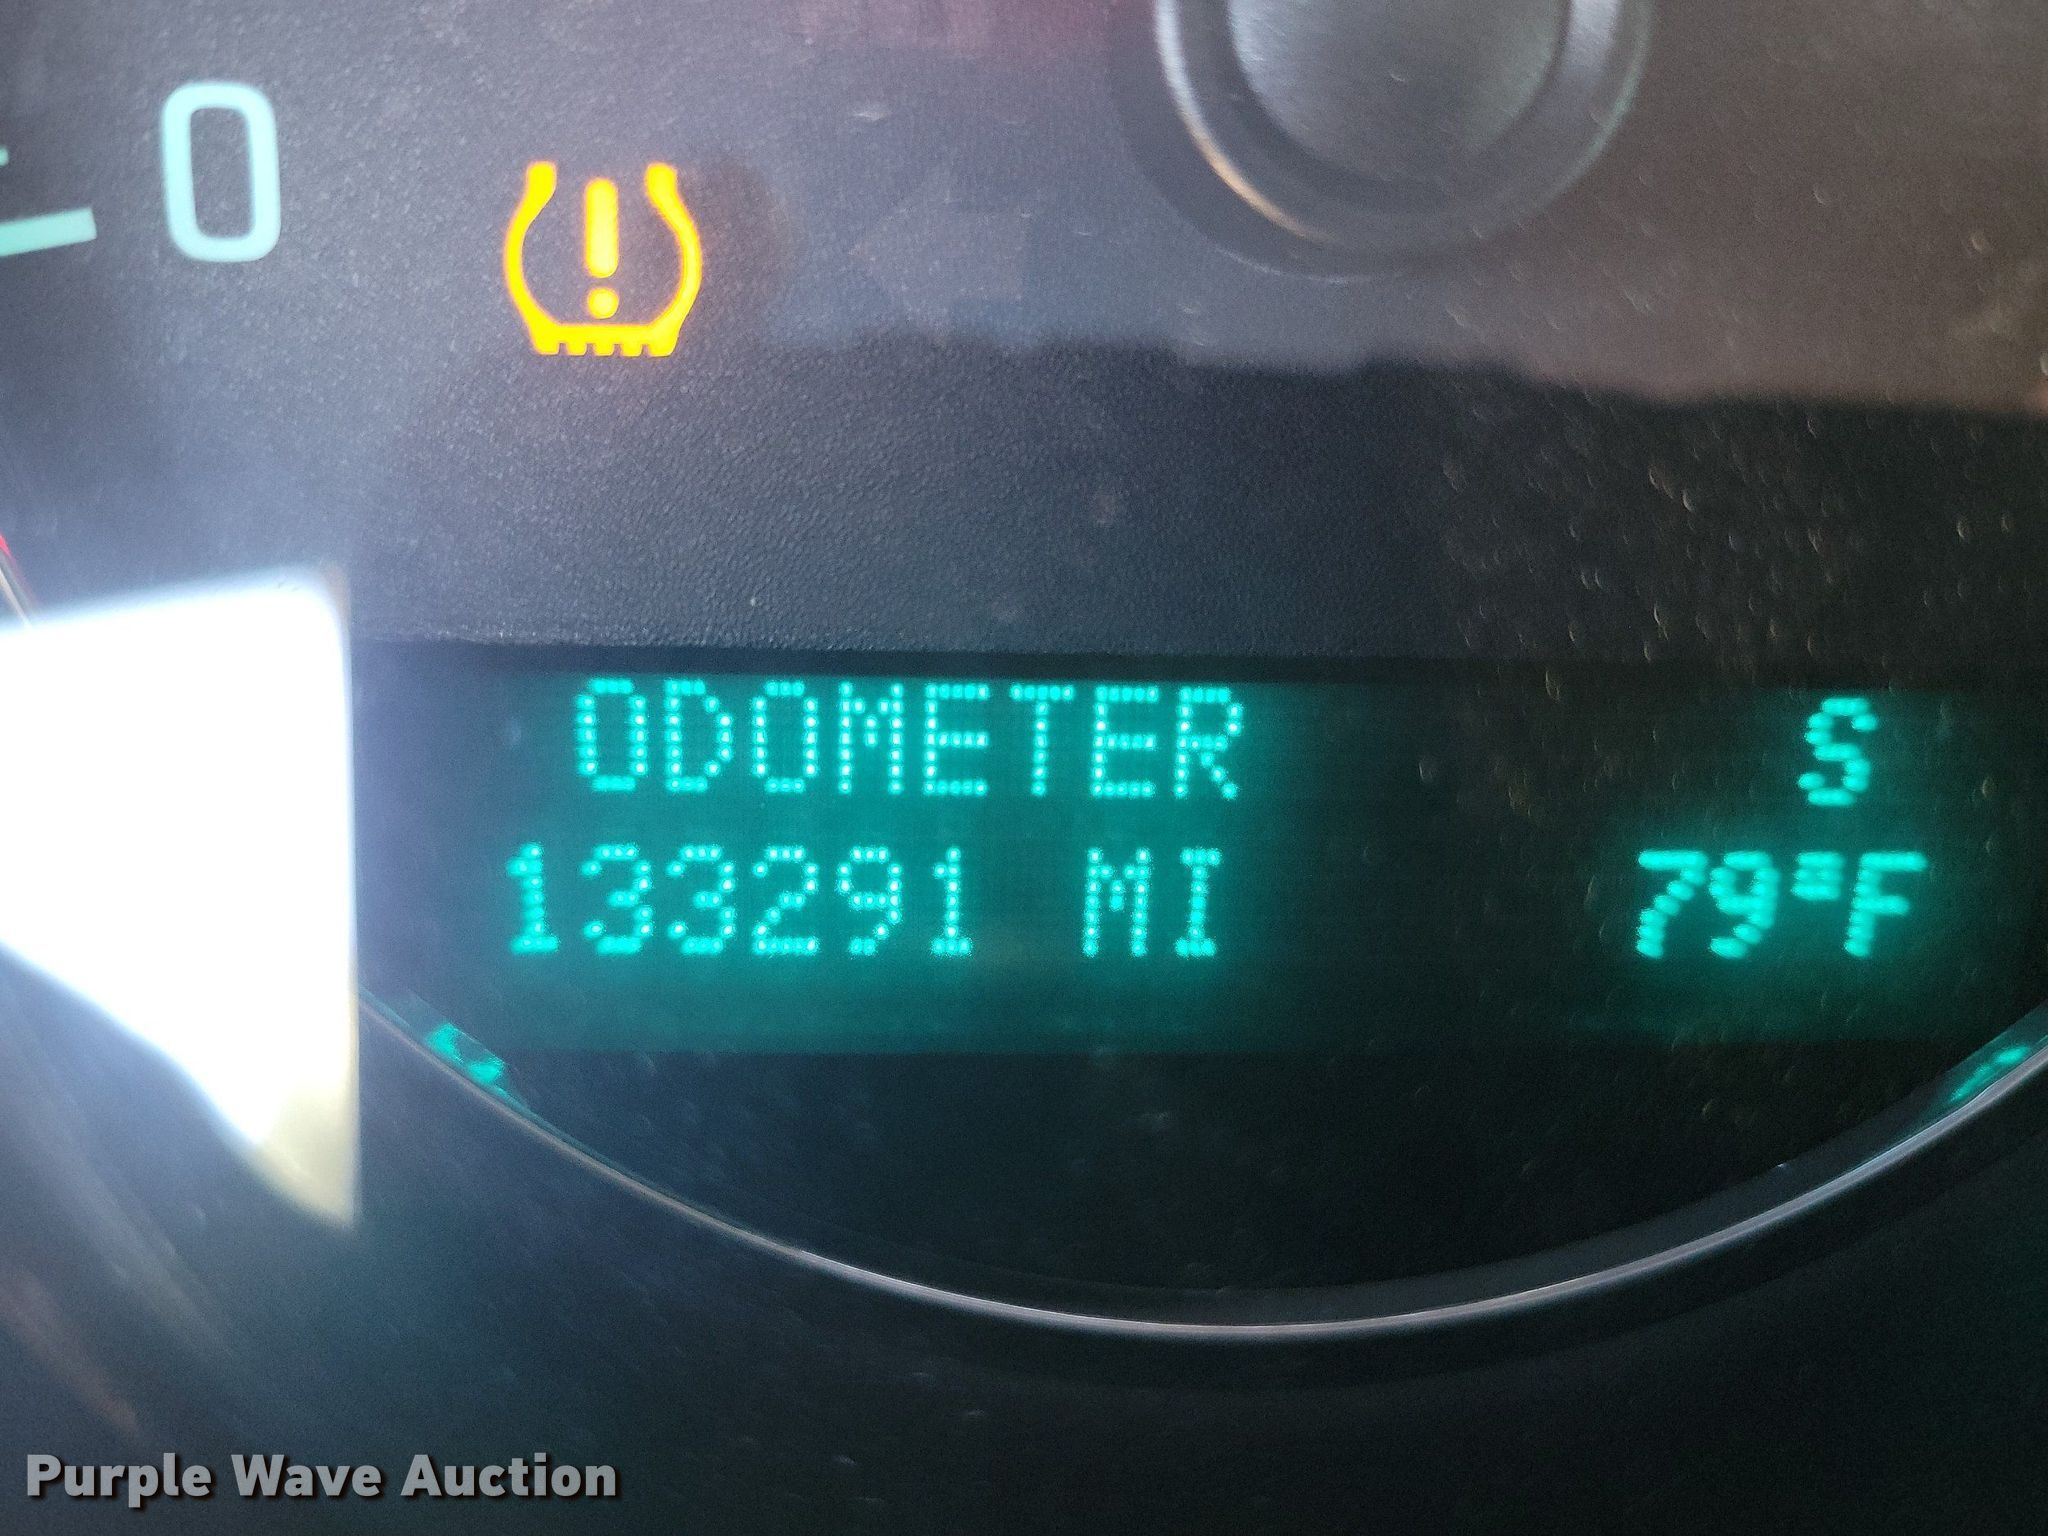 0
ODOMETER S
133291 MI 79°F
Purple Wave Auction